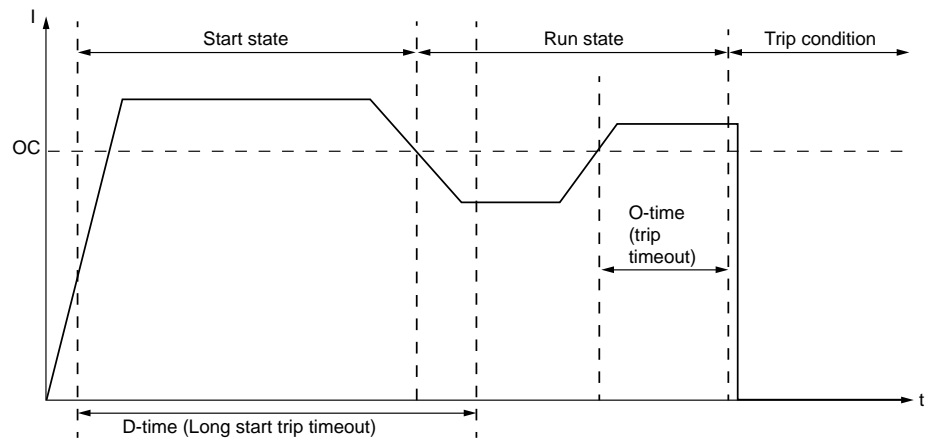 I
Start state
Run state
Trip condition
OC
O-time
(trip
timeout)
t
D-time (Long start trip timeout)